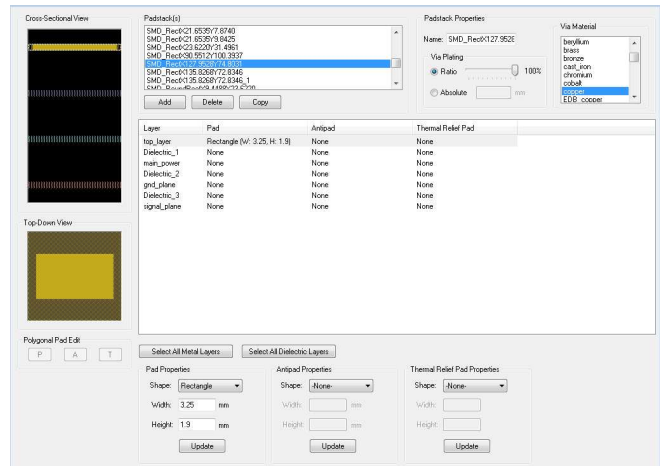 Cross-Sectional View
Padstack(s)
SMD_RectX21.6535Y7.8740
SMD_RectX21.6535Y9.8425
SMD_RectX23.6220Y31.4961
SMD_RectX90.5512Y100.3937
SMD_RectX127.9528Y74.8031
SMD_RectX135.8268Y72.8346
SMD_RectX135.8268Y72.8346_1
Add Delete Copy
Padstack Properties
Name: SMD_RectX127.952
Via Plating
Ratio 100%
Absolute mm
Via Material
beryllium
brass
bronze
cast_iron
chromium
cobalt
copper
EDB_copper
Layer Pad Antipad Thermal Relief Pad
top_layer Rectangle (W: 3.25, H: 1.9) None None
Dielectric_1 None None None
main_power None None None
Dielectric_2 None None None
gnd_plane None None None
Dielectric_3 None None None
signal_plane None None None
Top-Down View
Polygonal Pad Edit
P A T
Select All Metal Layers Select All Dielectric Layers
Pad Properties
Shape: Rectangle
Width: 3.25 mm
Height: 1.9 mm
Update
Antipad Properties
Shape: -None-
Width: mm
Height: mm
Update
Thermal Relief Pad Properties
Shape: -None-
Width:
Height:
Update